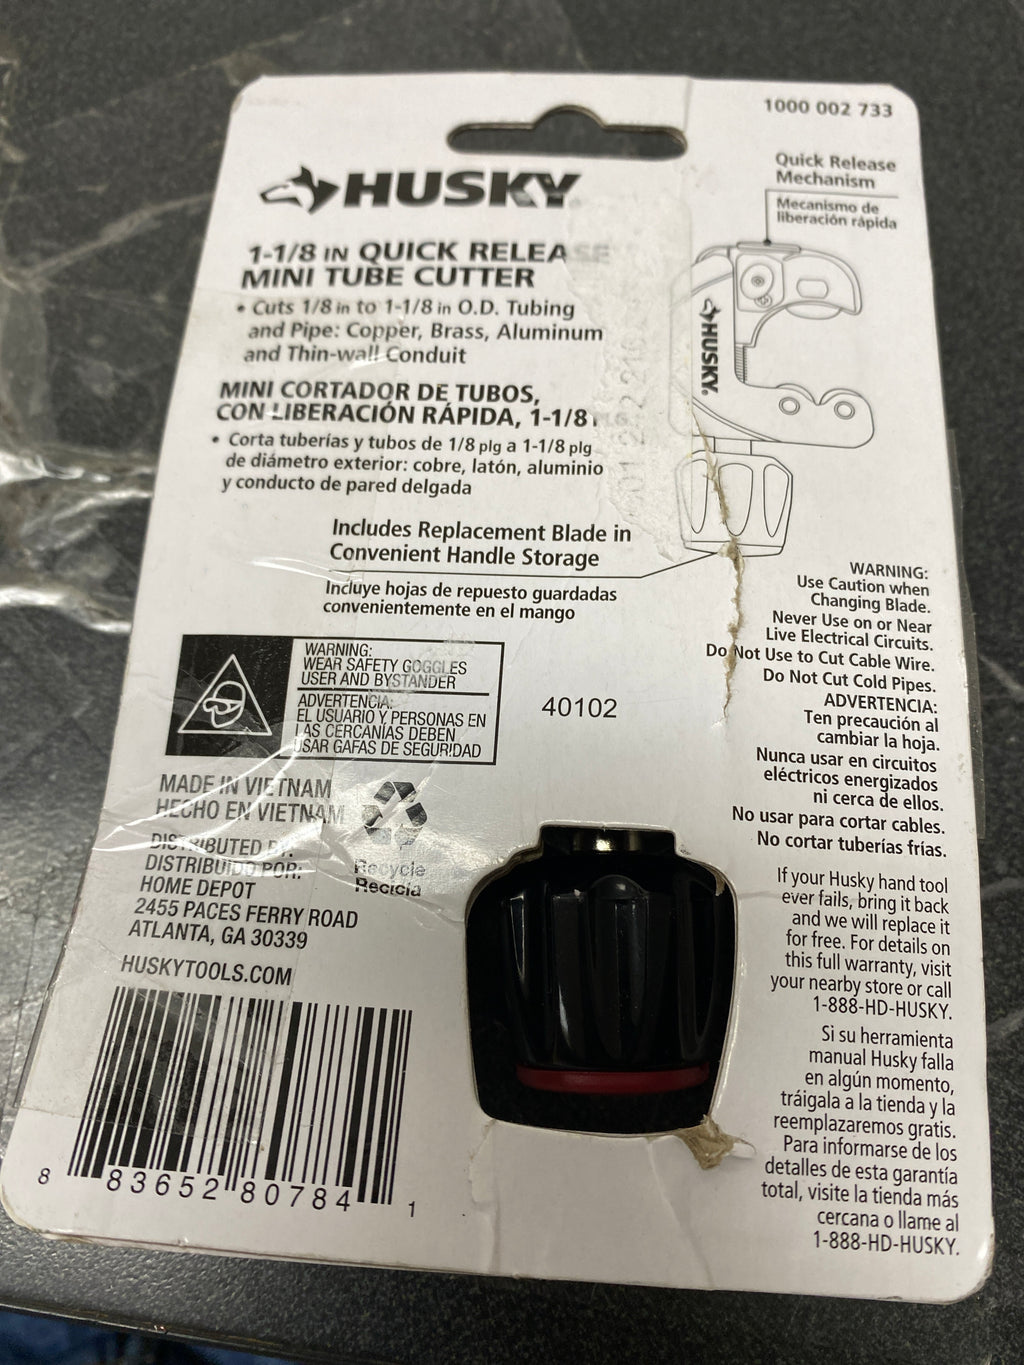 1000 002 733
HUSKY
Quick Release
Mechanism
Mecanismo de
liberación rápida
1-1/8 IN QUICK RELEASE
MINI TUBE CUTTER
• Cuts 1/8 in to 1-1/8 in O.D. Tubing
and Pipe: Copper, Brass, Aluminum
and Thin-wall Conduit
HUSKY
MINI CORTADOR DE TUBOS,
CON LIBERACIÓN RÁPIDA, 1-1/8 PLG
• Corta tuberías y tubos de 1/8 plg a 1-1/8 plg
de diámetro exterior: cobre, latón, aluminio
y conducto de pared delgada
Includes Replacement Blade in
Convenient Handle Storage
Incluye hojas de repuesto guardadas
convenientemente en el mango
WARNING:
WEAR SAFETY GOGGLES
USER AND BYSTANDER
ADVERTENCIA:
EL USUARIO Y PERSONAS EN
LAS CERCANÍAS DEBEN
USAR GAFAS DE SEGURIDAD
40102
WARNING:
Use Caution when
Changing Blade.
Never Use on or Near
Live Electrical Circuits.
Do Not Use to Cut Cable Wire.
Do Not Cut Cold Pipes.
ADVERTENCIA:
Ten precaución al
cambiar la hoja.
Nunca usar en circuitos
eléctricos energizados
ni cerca de ellos.
No usar para cortar cables.
No cortar tuberías frías.
MADE IN VIETNAM
HECHO EN VIETNAM
Recycle
Recicla
DISTRIBUTED BY:
DISTRIBUIDO POR:
HOME DEPOT
2455 PACES FERRY ROAD
ATLANTA, GA 30339
HUSKYTOOLS.COM
8 83652 80784 1
If your Husky hand tool
ever fails, bring it back
and we will replace it
for free. For details on
this full warranty, visit
your nearby store or call
1-888-HD-HUSKY.
Si su herramienta
manual Husky falla
en algún momento,
tráigala a la tienda y la
reemplazaremos gratis.
Para informarse de los
detalles de esta garantía
total, visite la tienda más
cercana o llame al
1-888-HD-HUSKY.